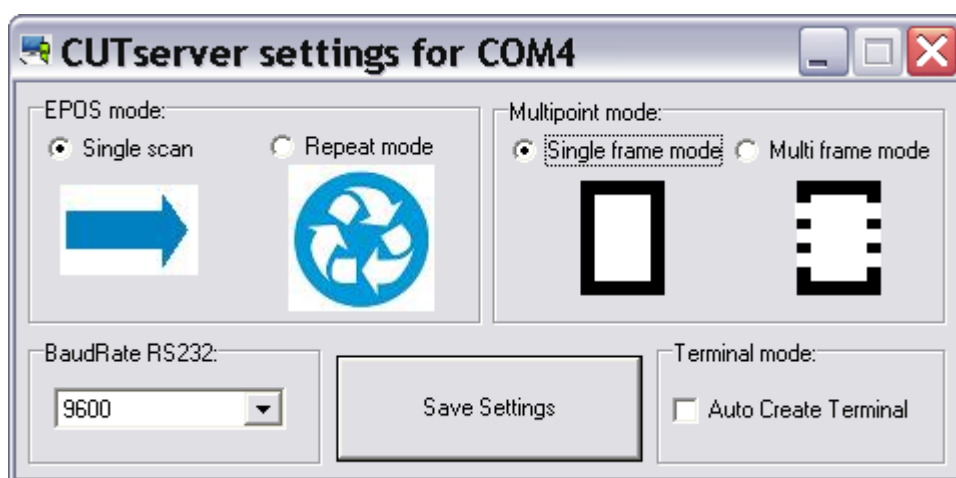 CUTserver settings for COM4
EPOS mode:
Single scan
Repeat mode
Multipoint mode:
Single frame mode
Multi frame mode
BaudRate RS232:
9600
Save Settings
Terminal mode:
Auto Create Terminal